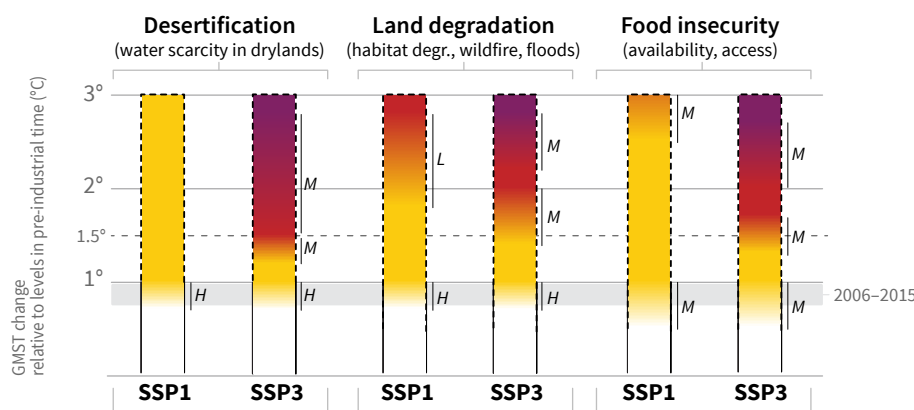 Desertification
(water scarcity in drylands)
Land degradation
(habitat degr., wildfire, floods)
Food insecurity
(availability, access)
GMST change
relative to levels in pre-industrial time (°C)
3°
2°
1.5°
1°
H
M
M
H
L
H
M
M
H
M
M
M
M
M
2006–2015
SSP1
SSP3
SSP1
SSP3
SSP1
SSP3